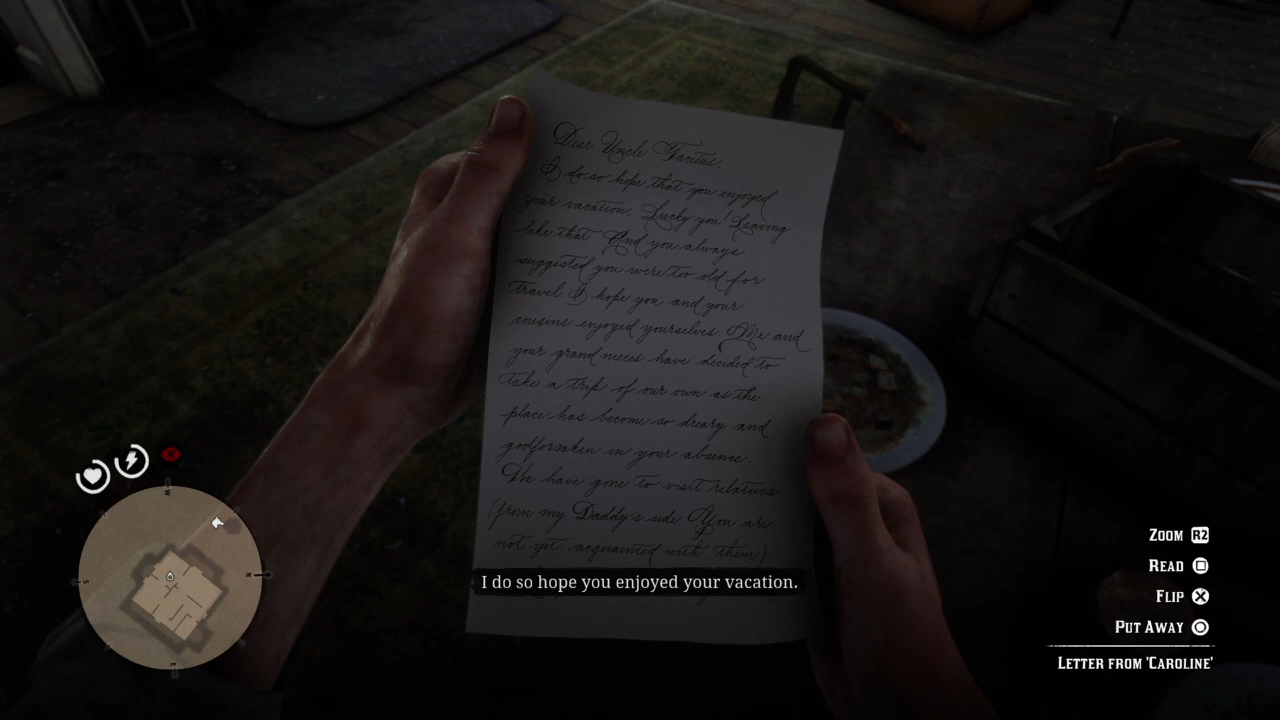 Dear Uncle Tacitus,
I do so hope that you enjoyed
your vacation. Lucky you! Leaving
like that. And you always
suggested you were too old for
travel. I hope you and your
cousins enjoyed yourselves. Me and
your grand nieces have decided to
take a trip of our own as the
place has become so dreary and
godforsaken in your absence.
We have gone to visit relatives
(from my Daddy's side. You are
not yet acquainted with them)
I do so hope you enjoyed your vacation.
ZOOM R2
READ
FLIP
PUT AWAY
LETTER FROM 'CAROLINE'